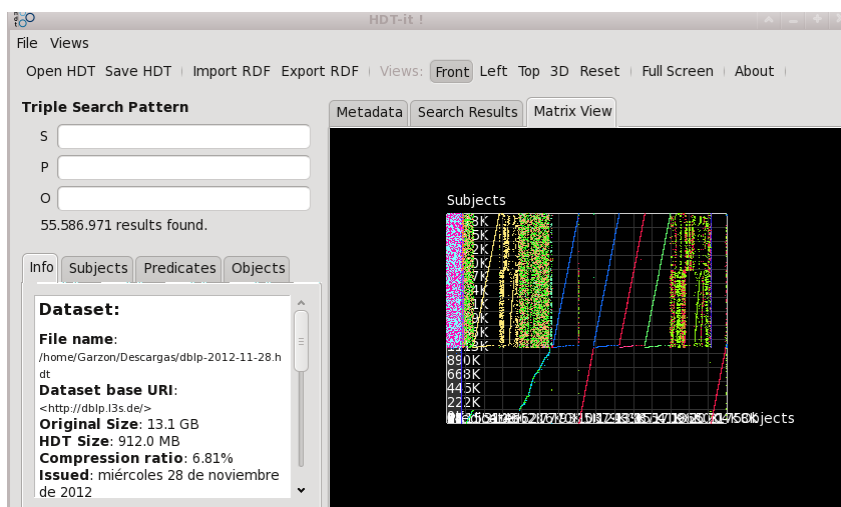 HDT-it !
File Views
Open HDT Save HDT Import RDF Export RDF Views: Front Left Top 3D Reset Full Screen About
Triple Search Pattern
S
P
O
55.586.971 results found.
Info Subjects Predicates Objects
Dataset:
File name:
/home/Garzon/Descargas/dblp-2012-11-28.h
dt
Dataset base URI:
<http://dblp.l3s.de/>
Original Size: 13.1 GB
HDT Size: 912.0 MB
Compression ratio: 6.81%
Issued: miércoles 28 de noviembre
de 2012
Metadata Search Results Matrix View
Subjects
890K
668K
445K
222K
Objects